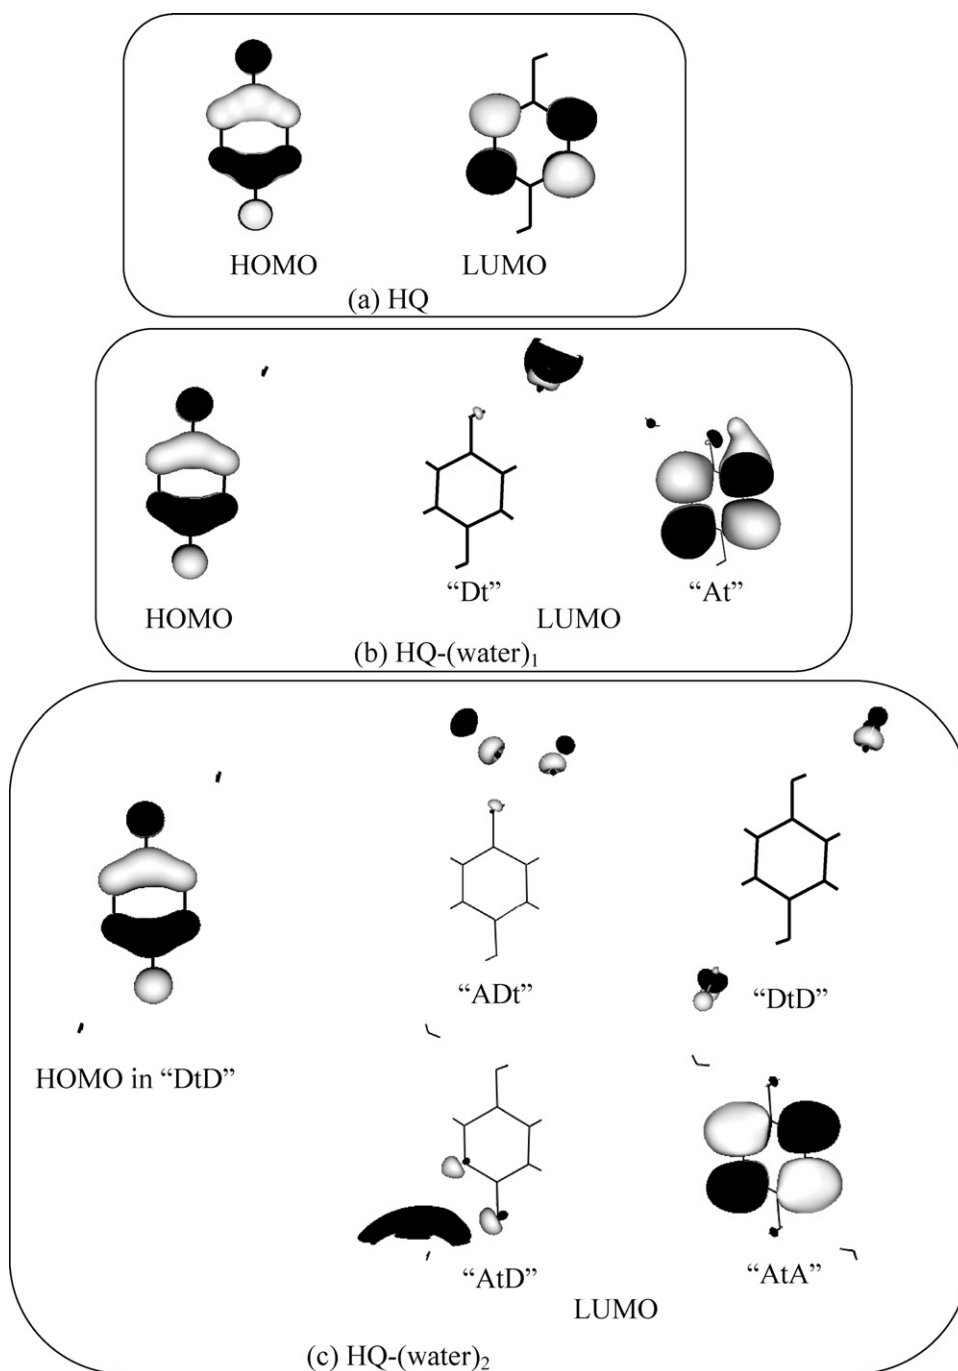 HOMO
LUMO
(a) HQ
“Dt”
“At”
HOMO
LUMO
(b) HQ-(water)₁
“ADt”
“DtD”
HOMO in “DtD”
“AtD”
“AtA”
LUMO
(c) HQ-(water)₂